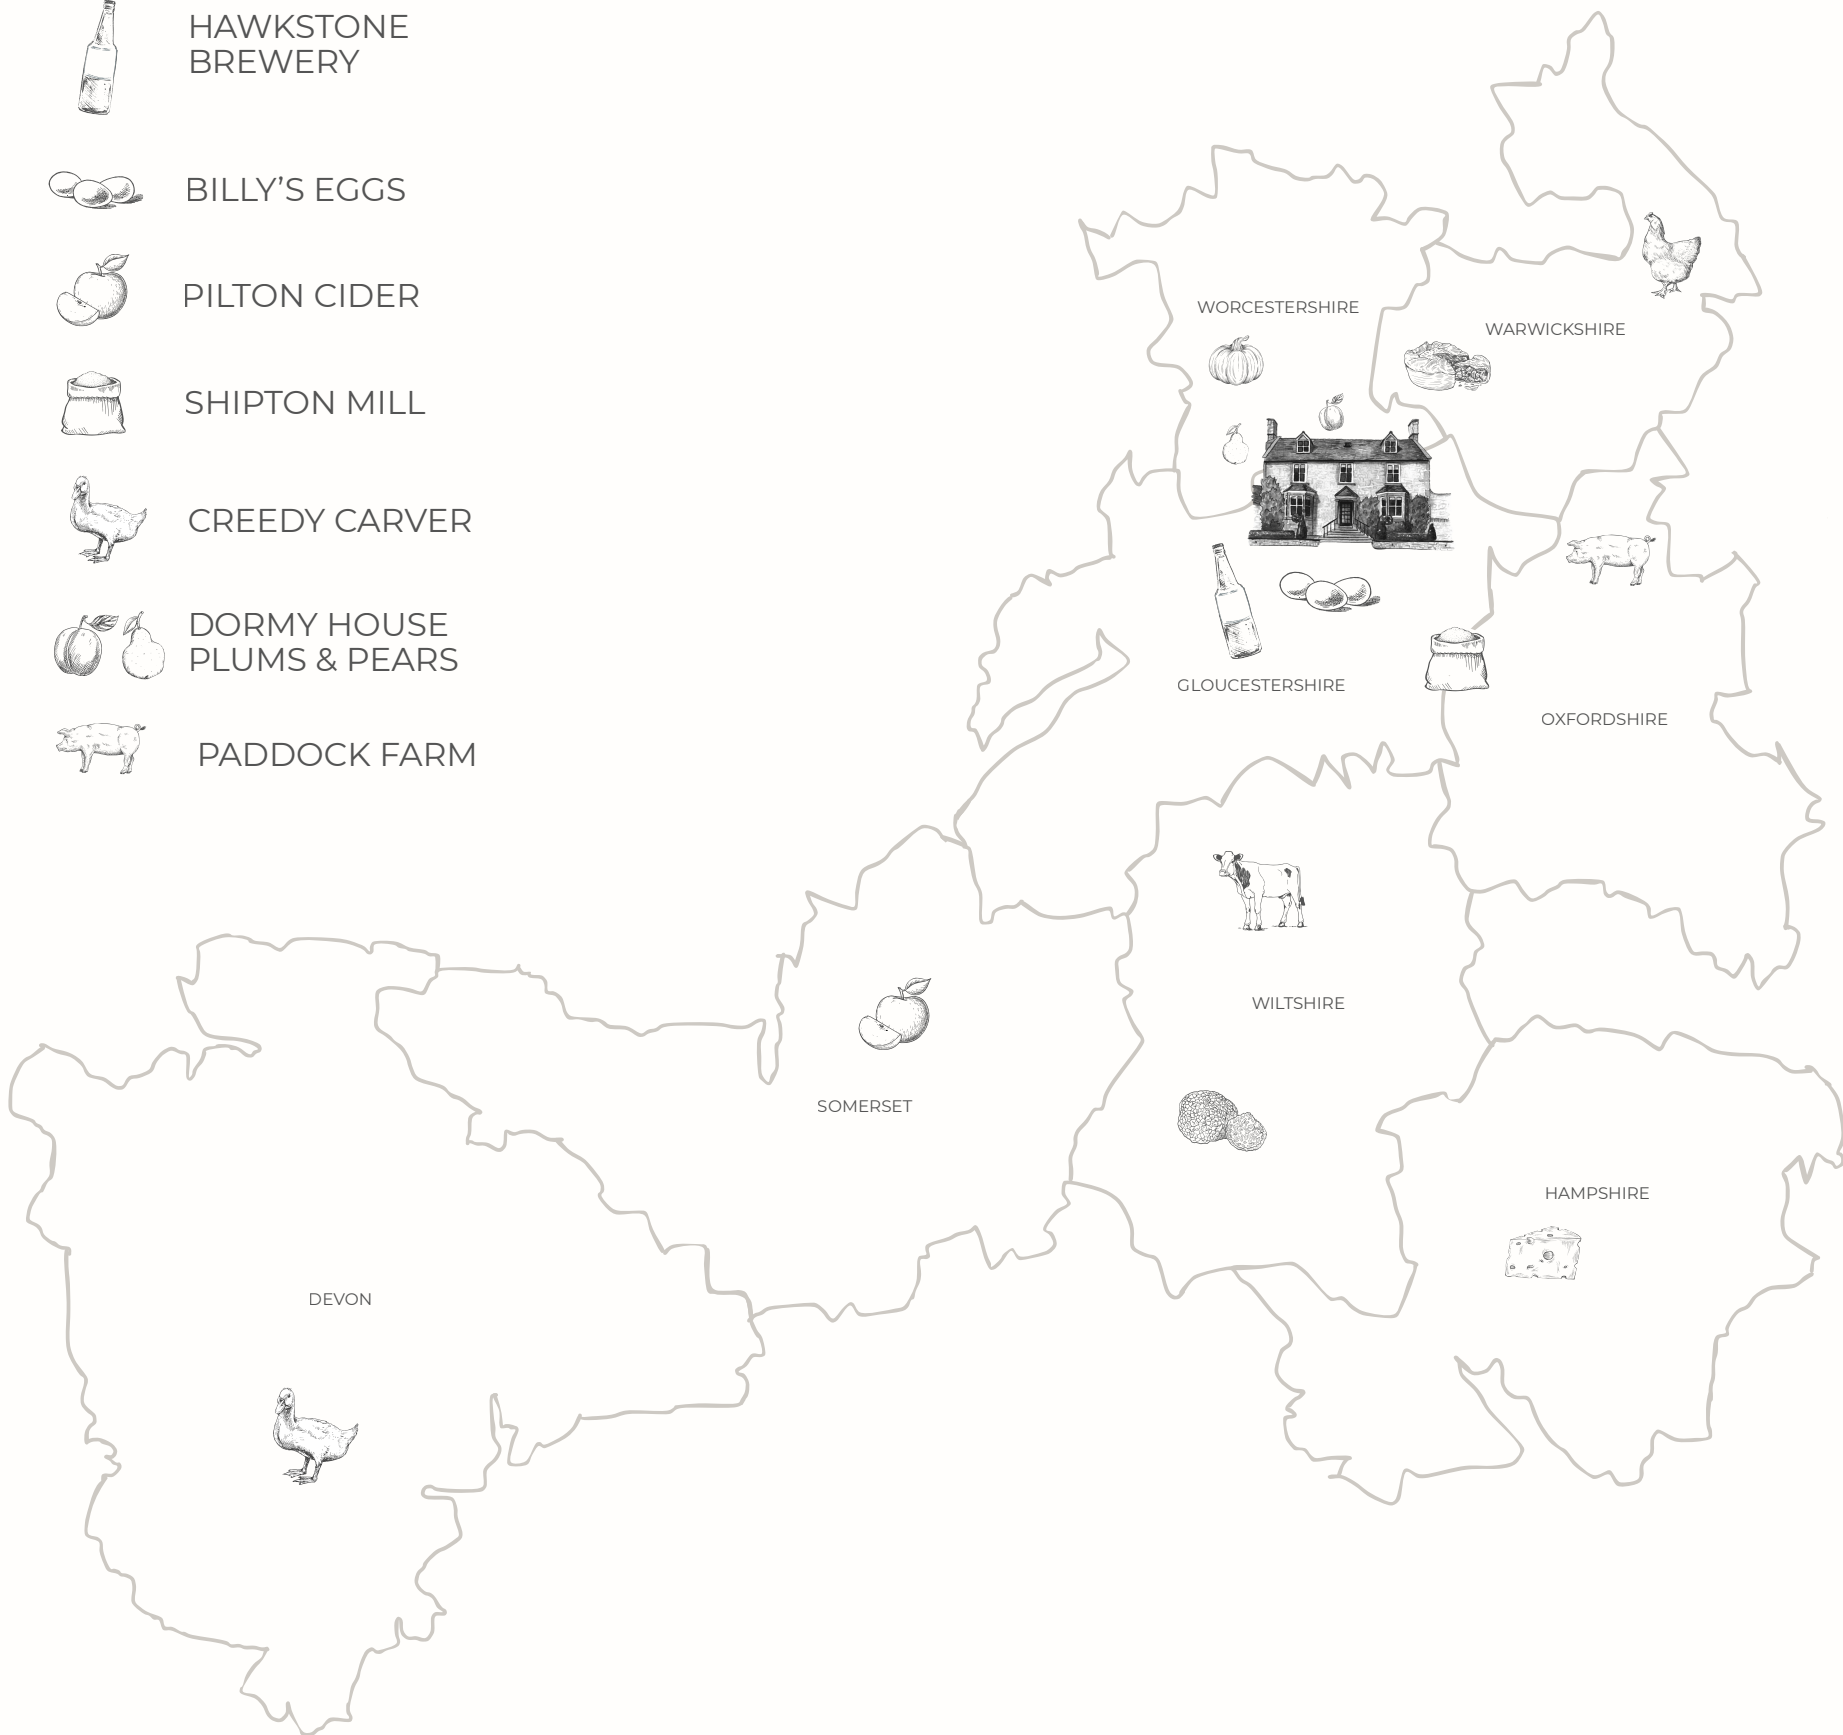 HAWKSTONE
BREWERY
BILLY’S EGGS
PILTON CIDER
SHIPTON MILL
CREEDY CARVER
DORMY HOUSE
PLUMS & PEARS
PADDOCK FARM
WORCESTERSHIRE
WARWICKSHIRE
GLOUCESTERSHIRE
OXFORDSHIRE
WILTSHIRE
SOMERSET
HAMPSHIRE
DEVON